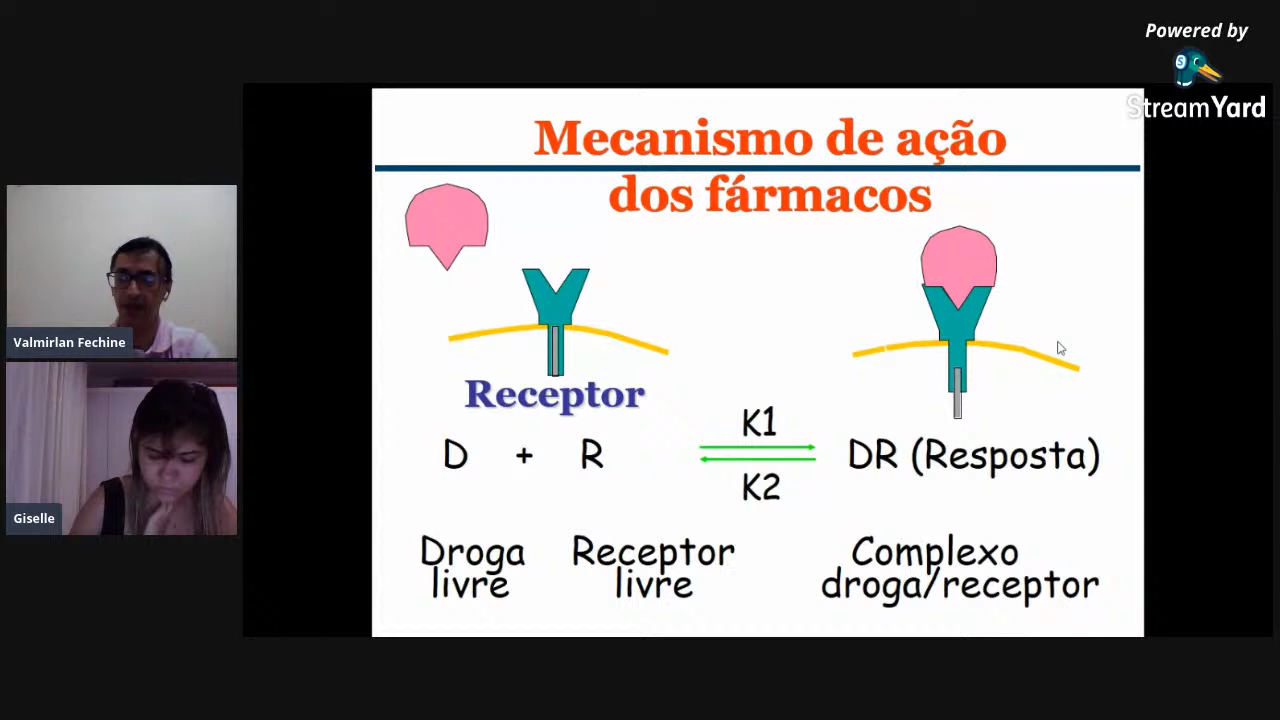 Powered by
StreamYard
Mecanismo de ação
dos fármacos
Receptor
K1
D + R
DR (Resposta)
K2
Droga
livre
Receptor
livre
Complexo
droga/receptor
Valmirlan Fechine
Giselle